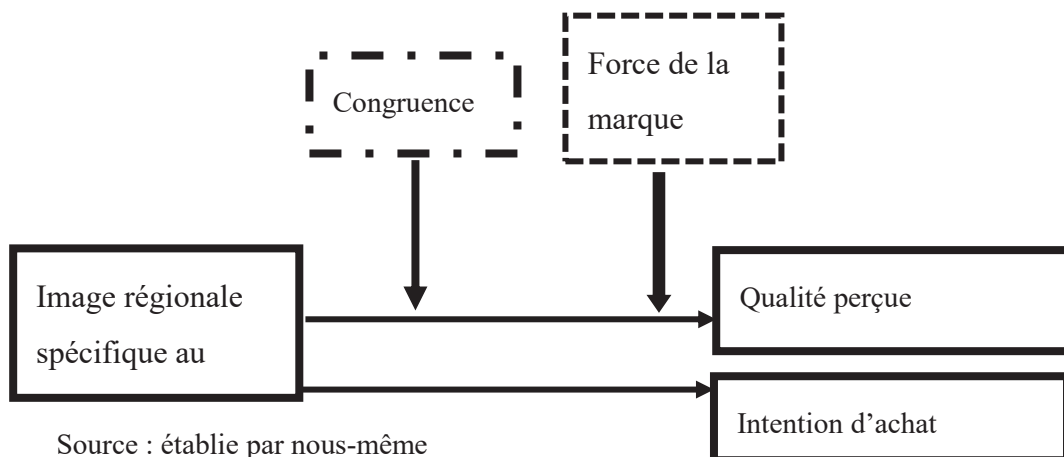 Congruence
Force de la
marque
Image régionale
spécifique au
Qualité perçue
Intention d’achat
Source : établie par nous-même